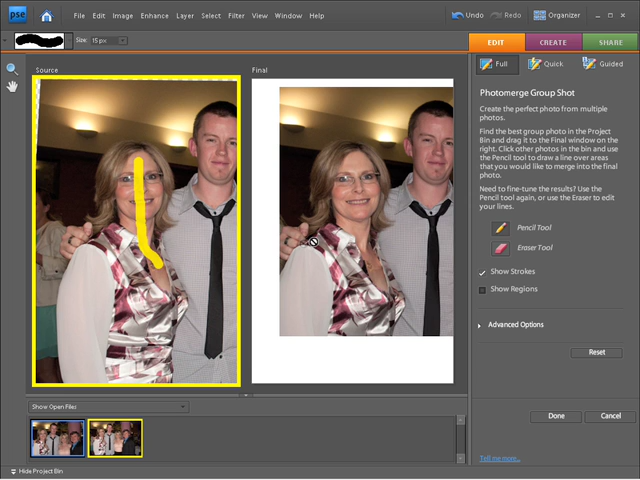 pse File Edit Image Enhance Layer Select Filter View Window Help Undo Redo Organizer
Size: 15 px EDIT CREATE SHARE
Full Quick Guided
Source Final
Photomerge Group Shot
Create the perfect photo from multiple
photos.
Find the best group photo in the Project
Bin and drag it to the Final window on the
right. Click other photos in the bin and use
the Pencil tool to draw a line over areas
that you would like to merge into the final
photo.
Need to fine-tune the results? Use the
Pencil tool again, or use the Eraser to edit
your lines.
Pencil Tool
Eraser Tool
Show Strokes
Show Regions
Advanced Options
Reset
Show Open Files
Done Cancel
Tell me more...
Hide Project Bin